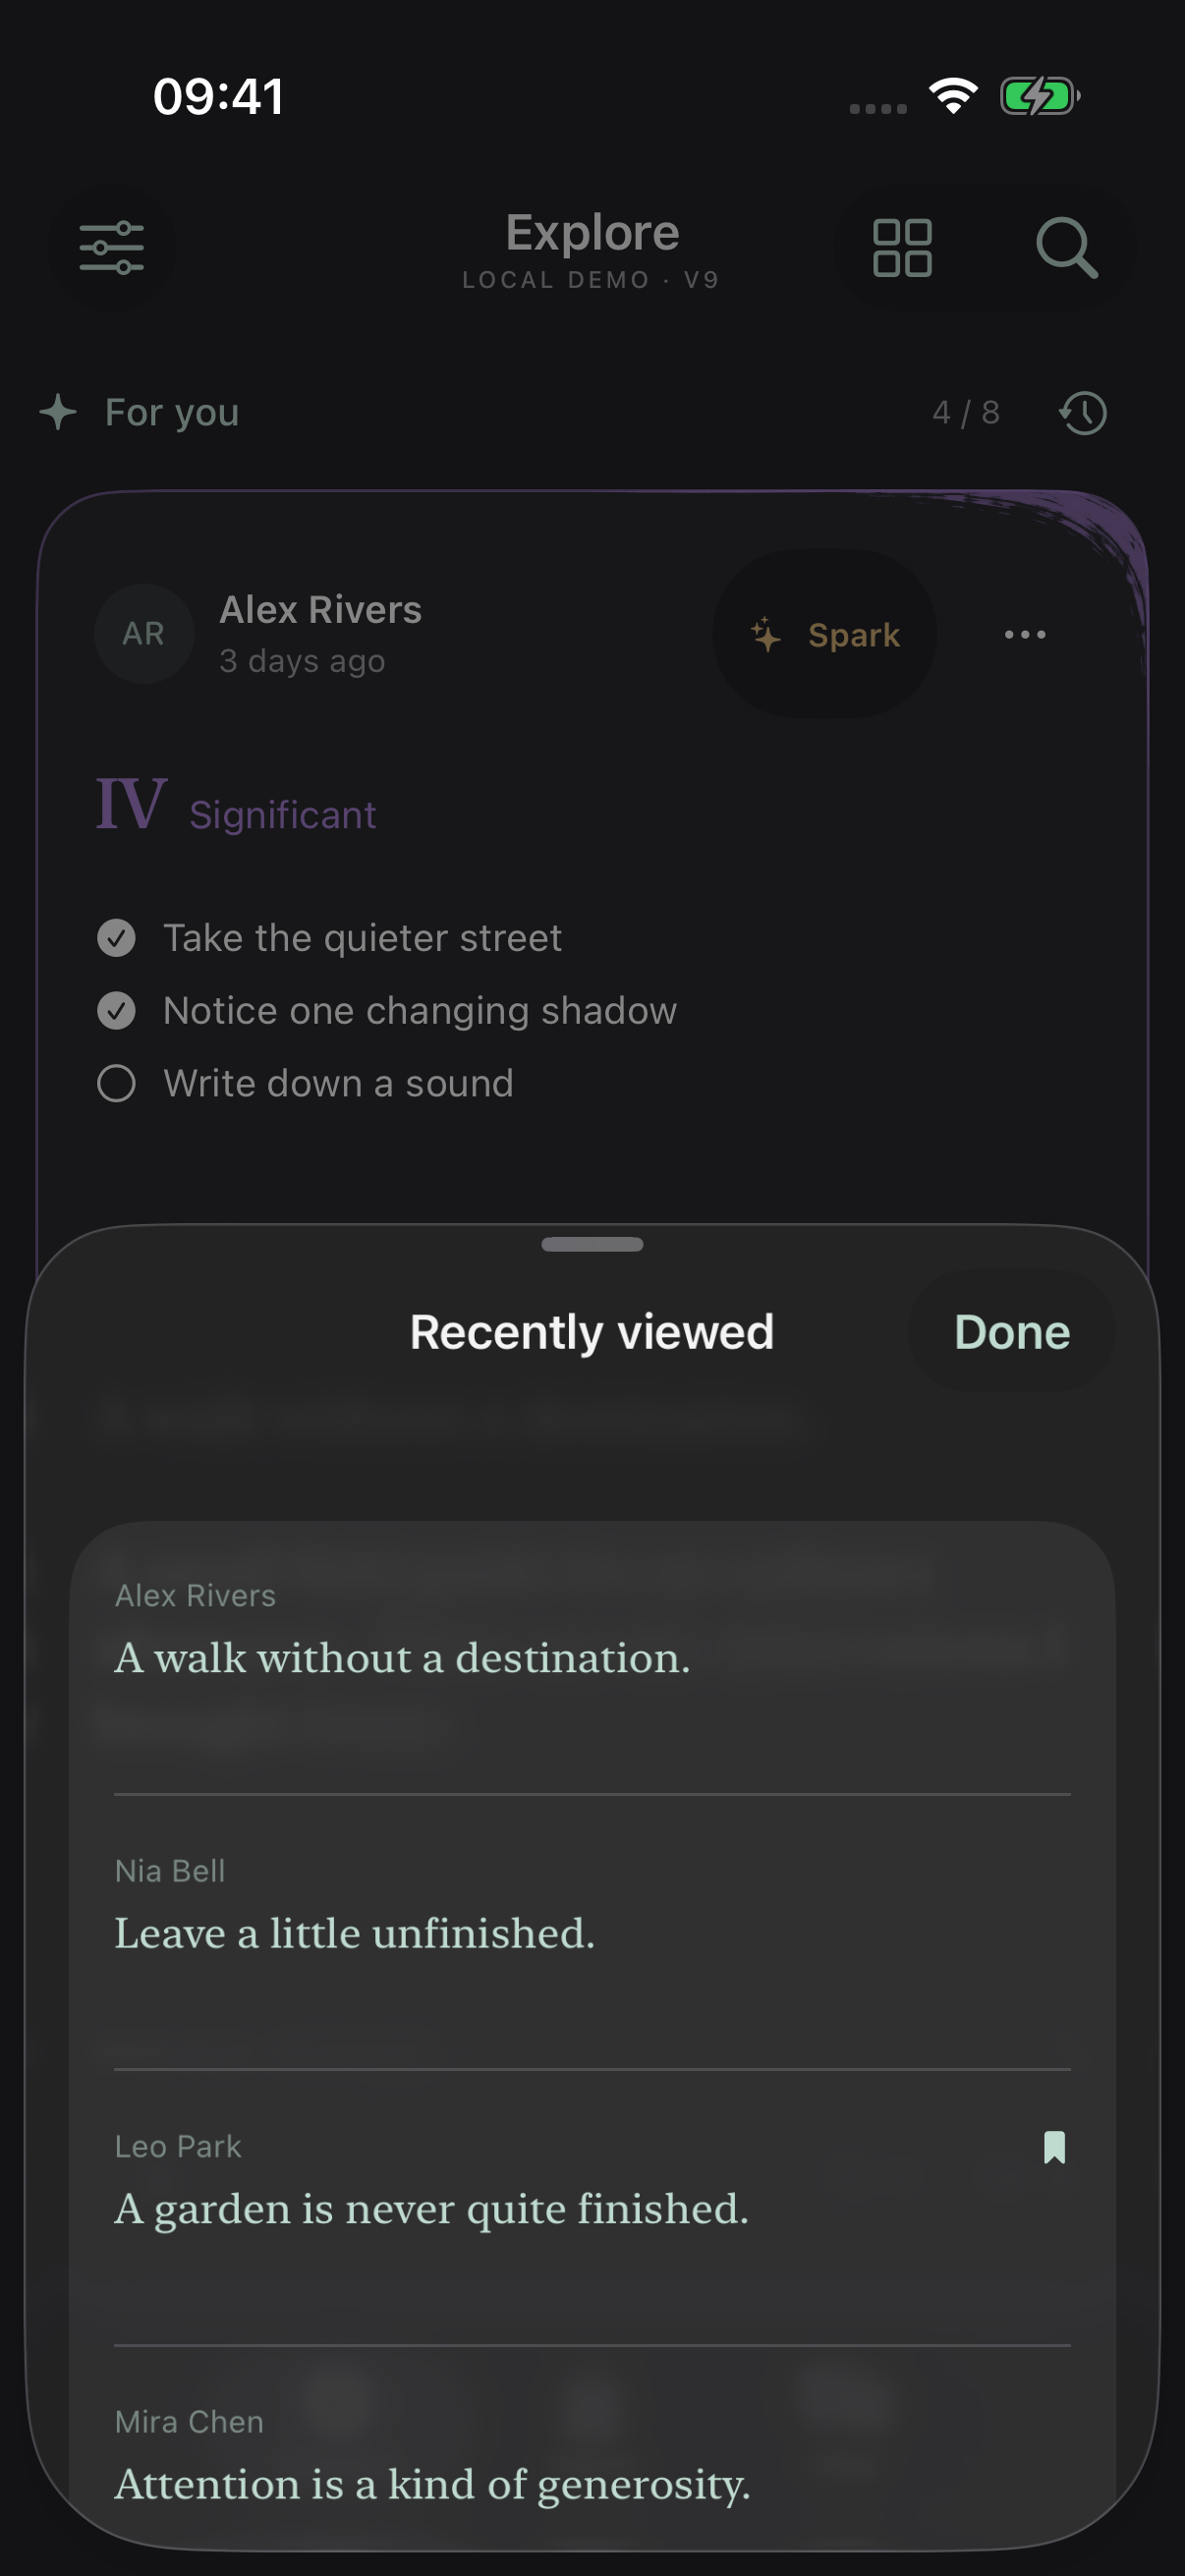 09:41
Explore
LOCAL DEMO · V9
For you
4 / 8
AR
Alex Rivers
3 days ago
Spark
IV Significant
Take the quieter street
Notice one changing shadow
Write down a sound
Recently viewed
Done
Alex Rivers
A walk without a destination.
Nia Bell
Leave a little unfinished.
Leo Park
A garden is never quite finished.
Mira Chen
Attention is a kind of generosity.